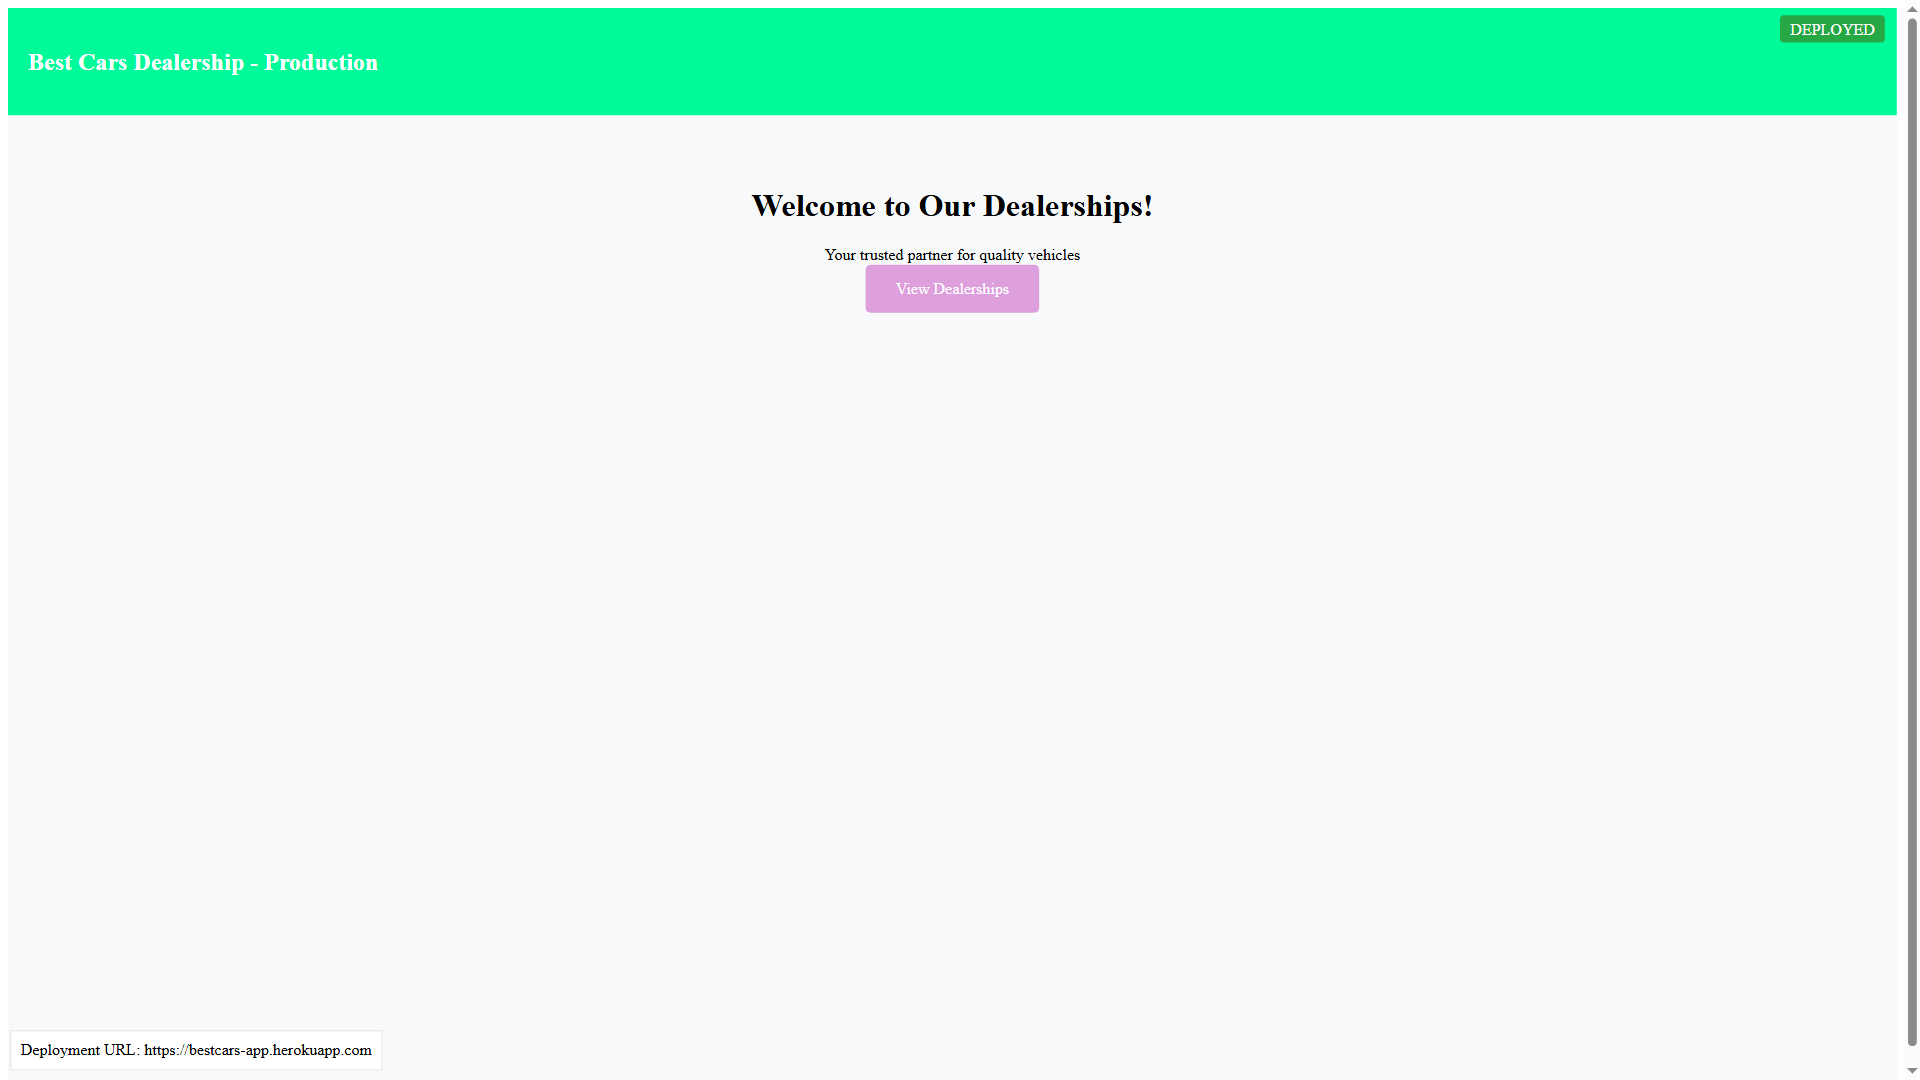 DEPLOYED
Best Cars Dealership - Production
Welcome to Our Dealerships!
Your trusted partner for quality vehicles
View Dealerships
Deployment URL: https://bestcars-app.herokuapp.com